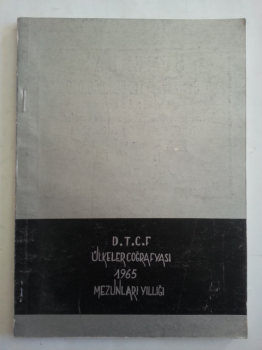 D.T.C.F
ÜLKELER COĞRAFYASI
1965
MEZUNLARI YILLIĞI